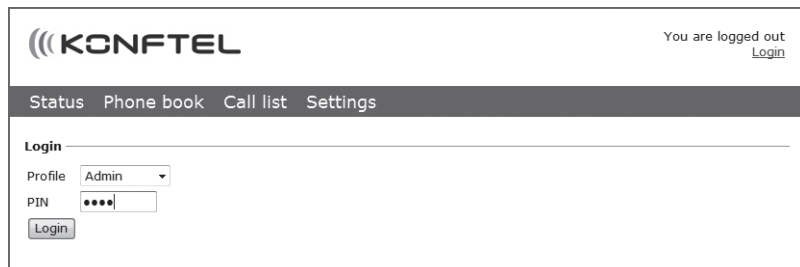 KONFTEL
You are logged out
Login
Status Phone book Call list Settings
Login
Profile Admin
PIN ••••
Login